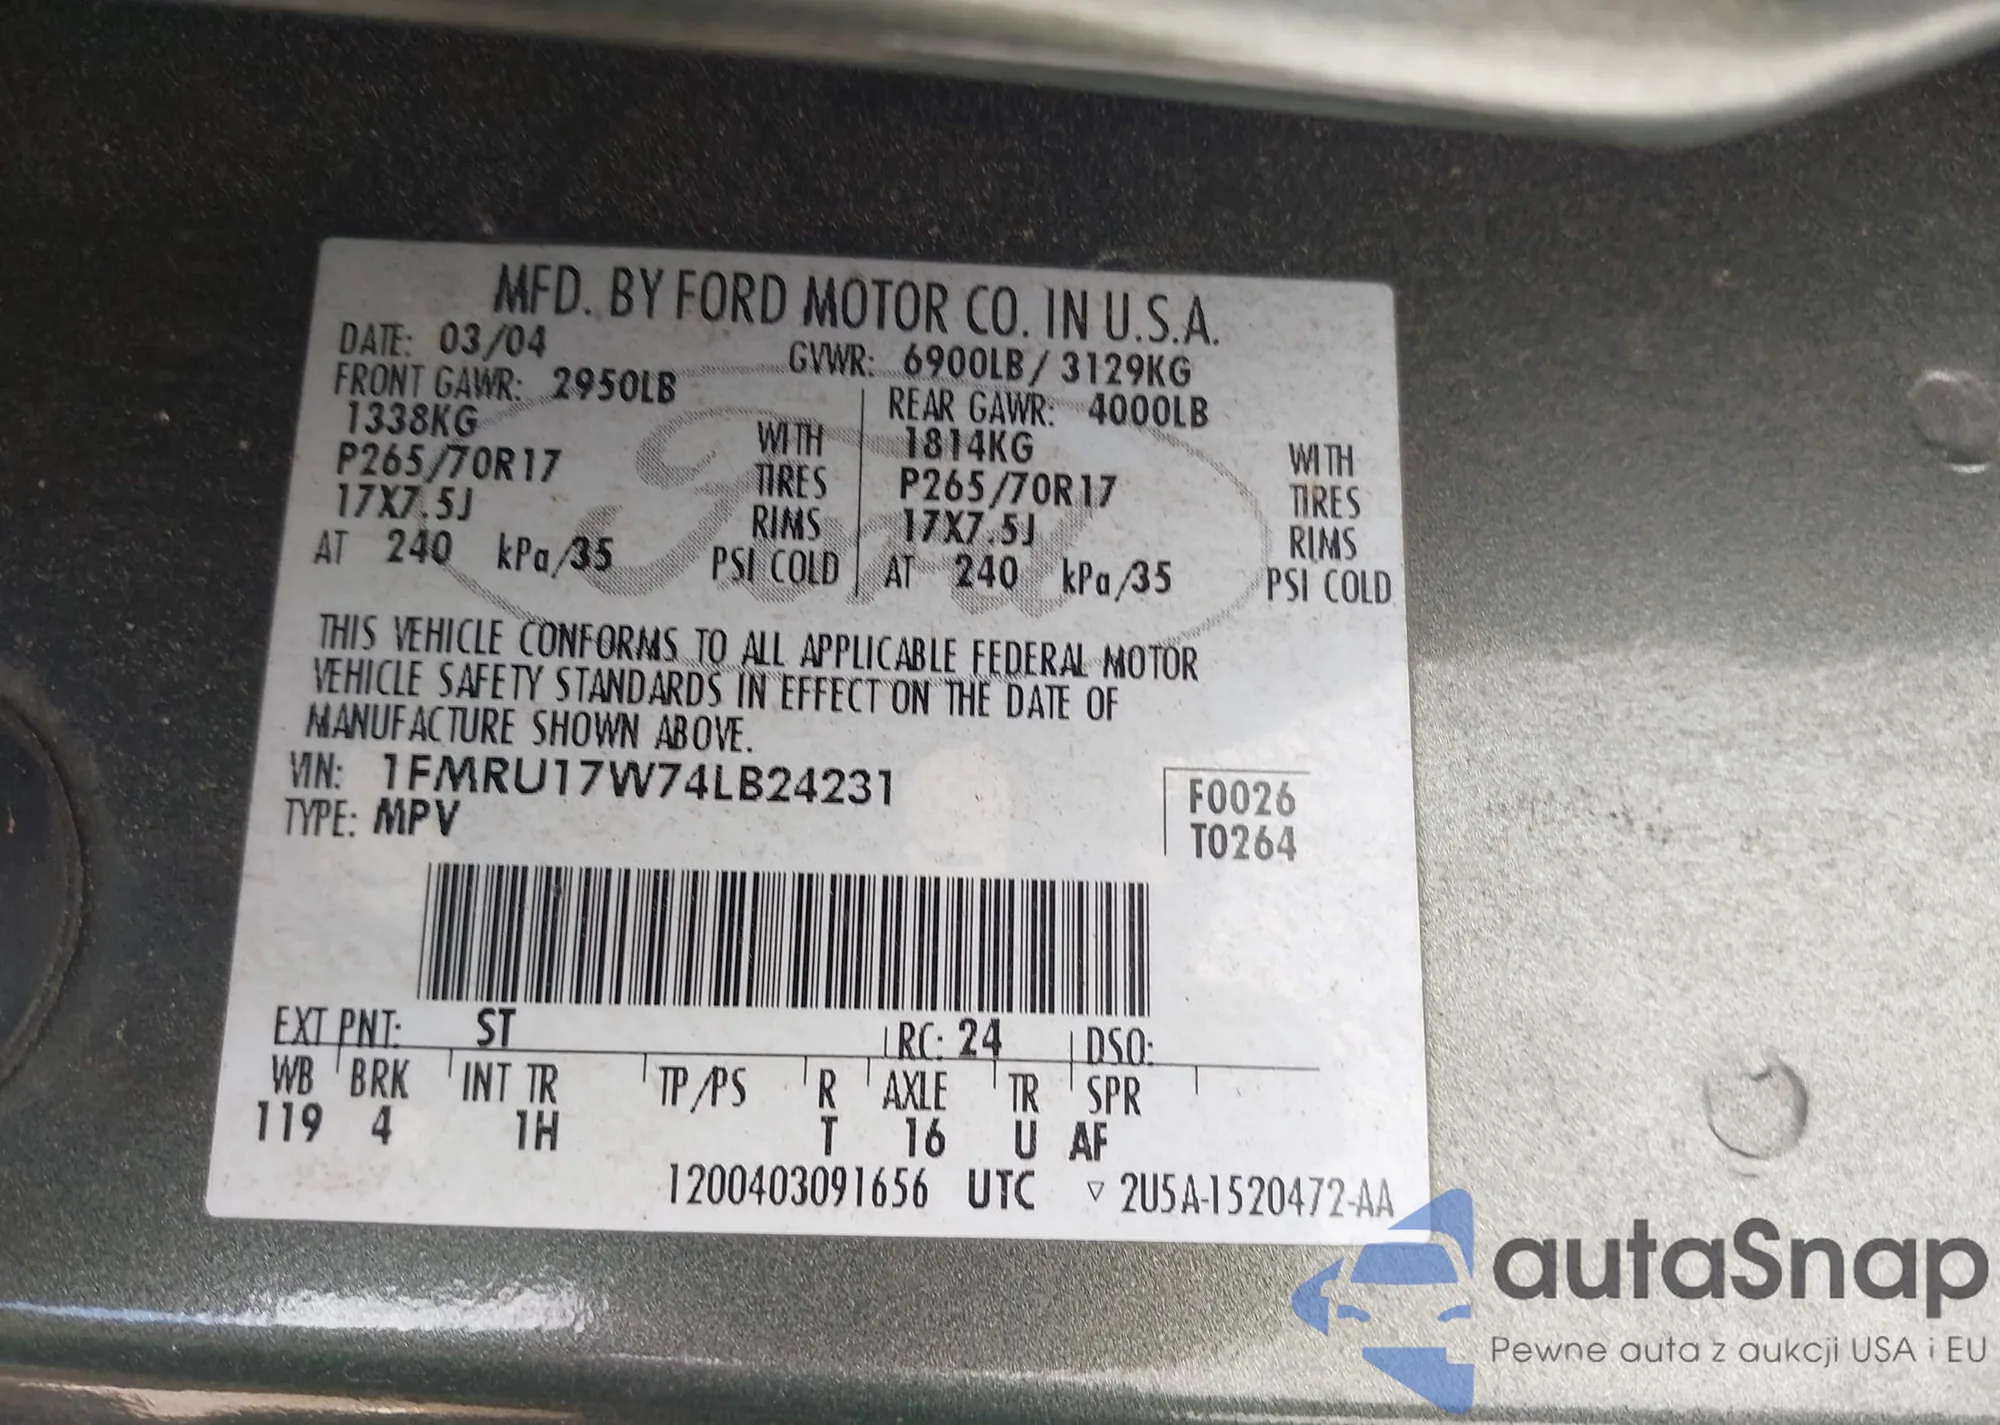 MFD. BY FORD MOTOR CO. IN U.S.A.
DATE: 03/04 GVWR: 6900LB / 3129KG
FRONT GAWR: 2950LB REAR GAWR: 4000LB
1338KG WITH 1814KG WITH
P265/70R17 TIRES P265/70R17 TIRES
17X7.5J RIMS 17X7.5J RIMS
AT 240 kPa/35 PSI COLD AT 240 kPa/35 PSI COLD
Ford
THIS VEHICLE CONFORMS TO ALL APPLICABLE FEDERAL MOTOR
VEHICLE SAFETY STANDARDS IN EFFECT ON THE DATE OF
MANUFACTURE SHOWN ABOVE.
VIN: 1FMRU17W74LB24231 F0026
TYPE: MPV T0264
EXT PNT: ST RC: 24 DSO:
WB BRK INT TR TP/PS R AXLE TR SPR
119 4 1H T 16 U AF
1200403091656 UTC ▽ 2U5A-1520472-AA
autaSnap
Pewne auta z aukcji USA i EU